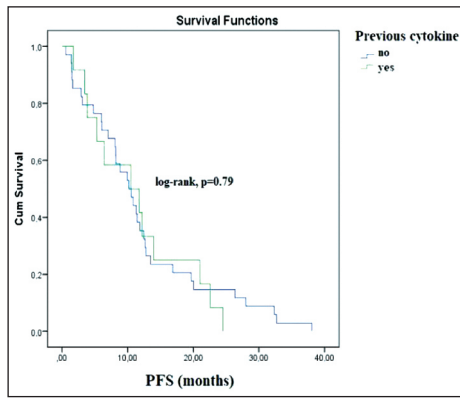 Survival Functions
Previous cytokine
no
yes
1.0
0.8
0.6
0.4
0.2
0.0
Cum Survival
log-rank, p=0.79
,00
10,00
20,00
30,00
40,00
PFS (months)